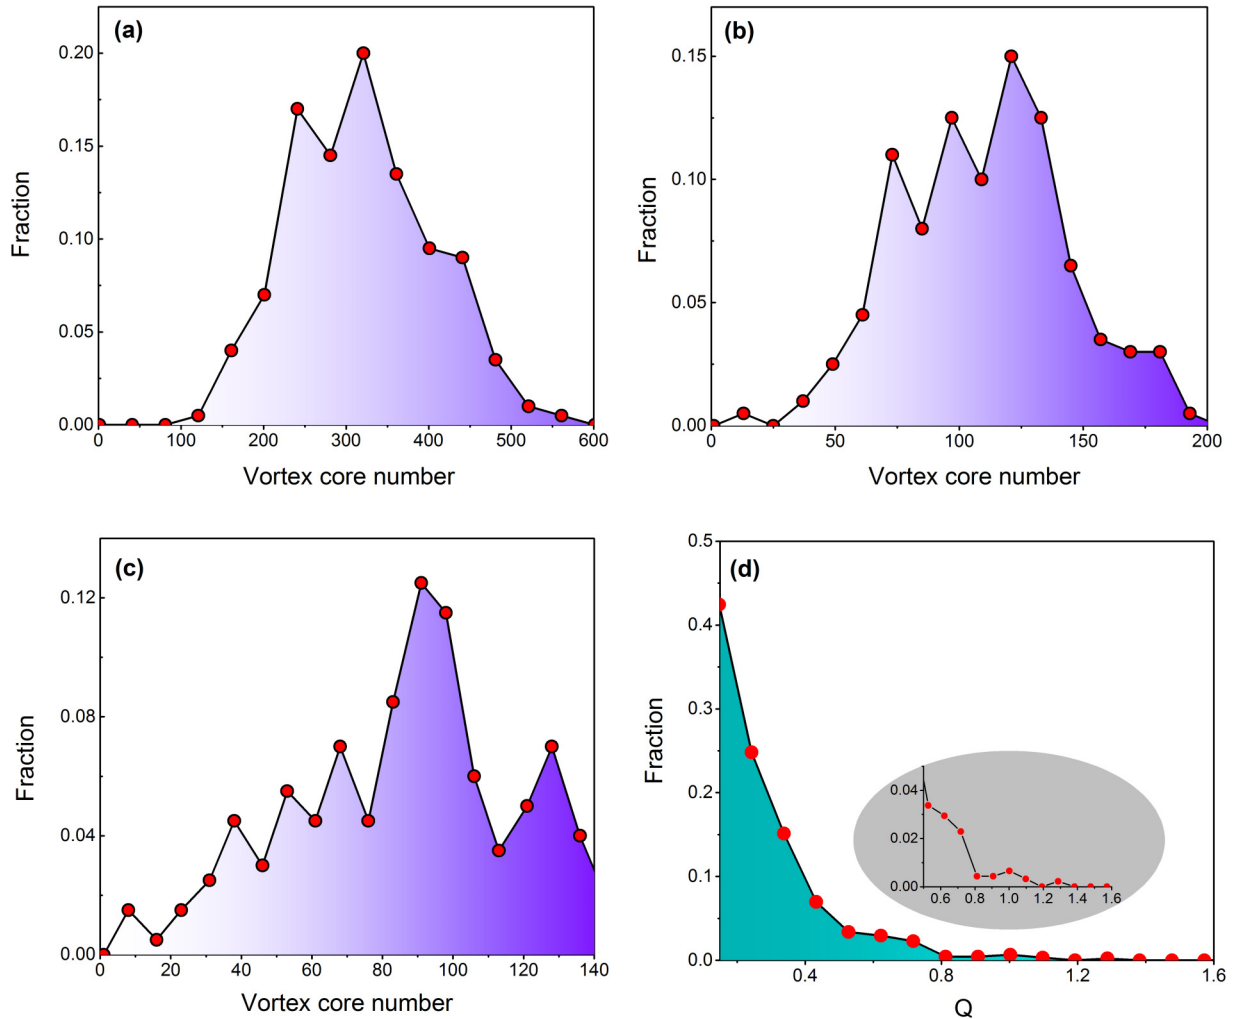 (a)
0.20
0.15
0.10
0.05
0.00
Fraction
0 100 200 300 400 500 600
Vortex core number
(b)
0.15
0.10
0.05
0.00
Fraction
0 50 100 150 200
Vortex core number
(c)
0.12
0.08
0.04
0.00
Fraction
0 20 40 60 80 100 120 140
Vortex core number
(d)
0.5
0.4
0.3
0.2
0.1
0.0
Fraction
0.4 0.8 1.2 1.6
Q
0.04
0.02
0.00
0.6 0.8 1.0 1.2 1.4 1.6